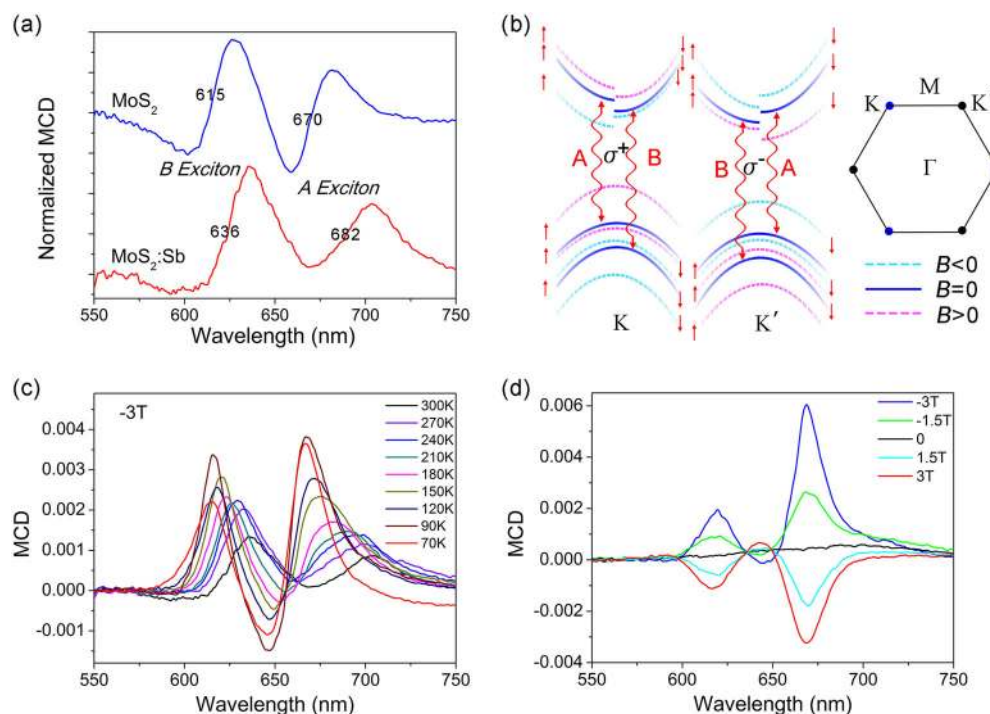 (a)
Normalized MCD
MoS2
615
670
B Exciton
A Exciton
636
682
MoS2:Sb
550 600 650 700 750
Wavelength (nm)
(b)
A σ+ B
B σ- A
K K′
K M K
Γ
B<0
B=0
B>0
(c)
-3T
300K
270K
240K
210K
180K
150K
120K
90K
70K
MCD
0.004
0.003
0.002
0.001
0.000
-0.001
550 600 650 700 750
Wavelength (nm)
(d)
-3T
-1.5T
0
1.5T
3T
MCD
0.006
0.004
0.002
0.000
-0.002
-0.004
550 600 650 700 750
Wavelength (nm)